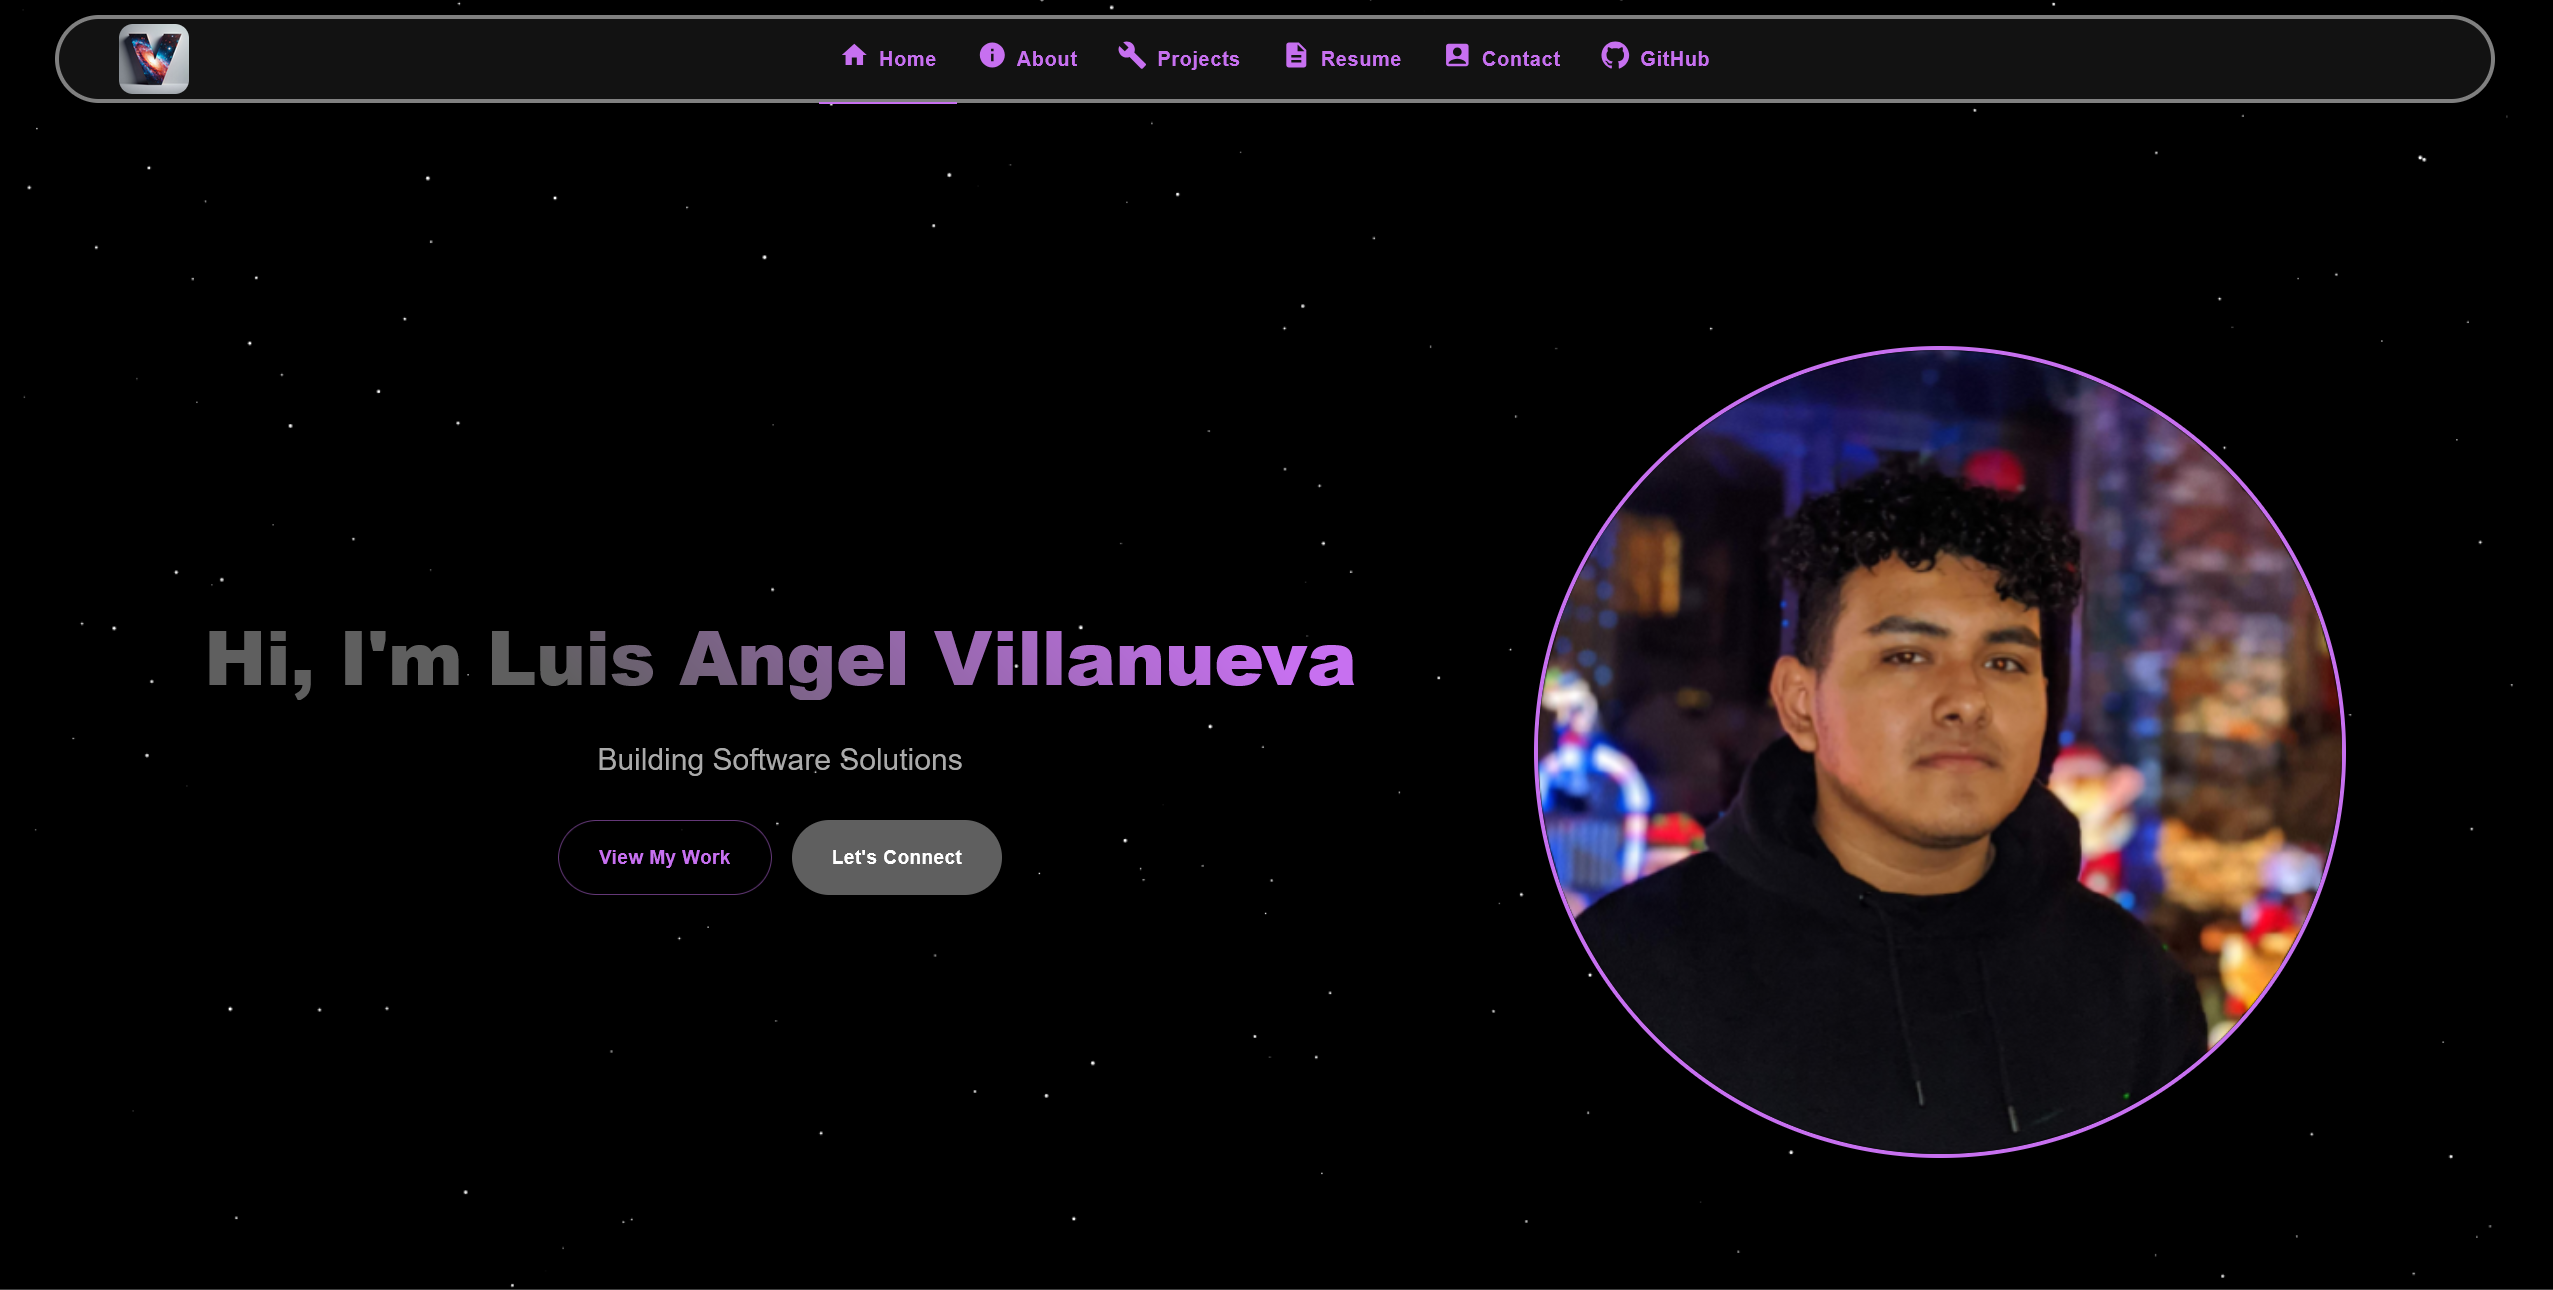 V
Home
About
Projects
Resume
Contact
GitHub
Hi, I'm Luis Angel Villanueva
Building Software Solutions
View My Work
Let's Connect